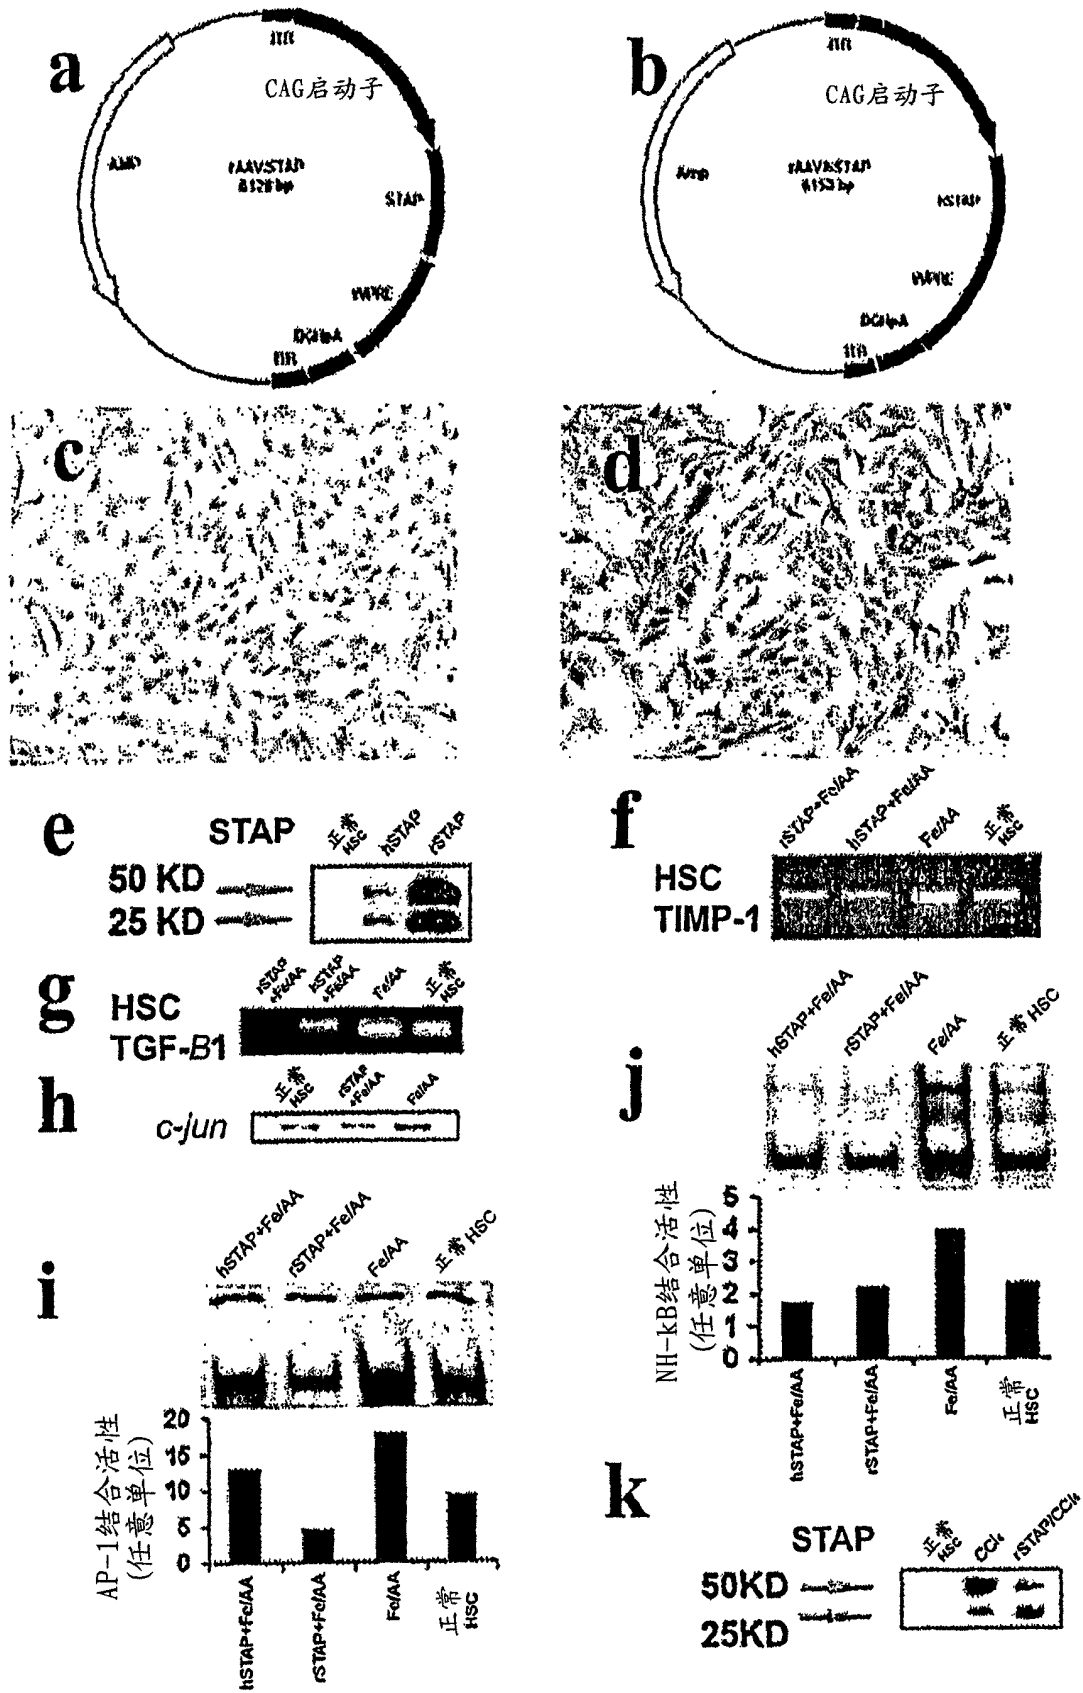 a
CAG启动子
STAP
b
CAG启动子
c
d
e
STAP
正常
HSC
hSTAP
rSTAP
50 KD
25 KD
f
rSTAP+Fe/AA
hSTAP+Fe/AA
Fe/AA
正常
HSC
HSC
TIMP-1
g
rSTAP
+Fe/AA
hSTAP
+Fe/AA
Fe/AA
正常
HSC
HSC
TGF-B1
h
正常
HSC
rSTAP
+Fe/AA
Fe/AA
c-jun
i
hSTAP+Fe/AA
rSTAP+Fe/AA
Fe/AA
正常 HSC
AP-1结合活性
(任意单位)
20
15
10
5
0
hSTAP+Fe/AA
rSTAP+Fe/AA
Fe/AA
正常
HSC
j
hSTAP+Fe/AA
rSTAP+Fe/AA
Fe/AA
正常 HSC
NH-kB结合活性
(任意单位)
5
4
3
2
1
0
hSTAP+Fe/AA
rSTAP+Fe/AA
Fe/AA
正常
HSC
k
STAP
正常
HSC
CCl₄
rSTAP/CCl₄
50KD
25KD